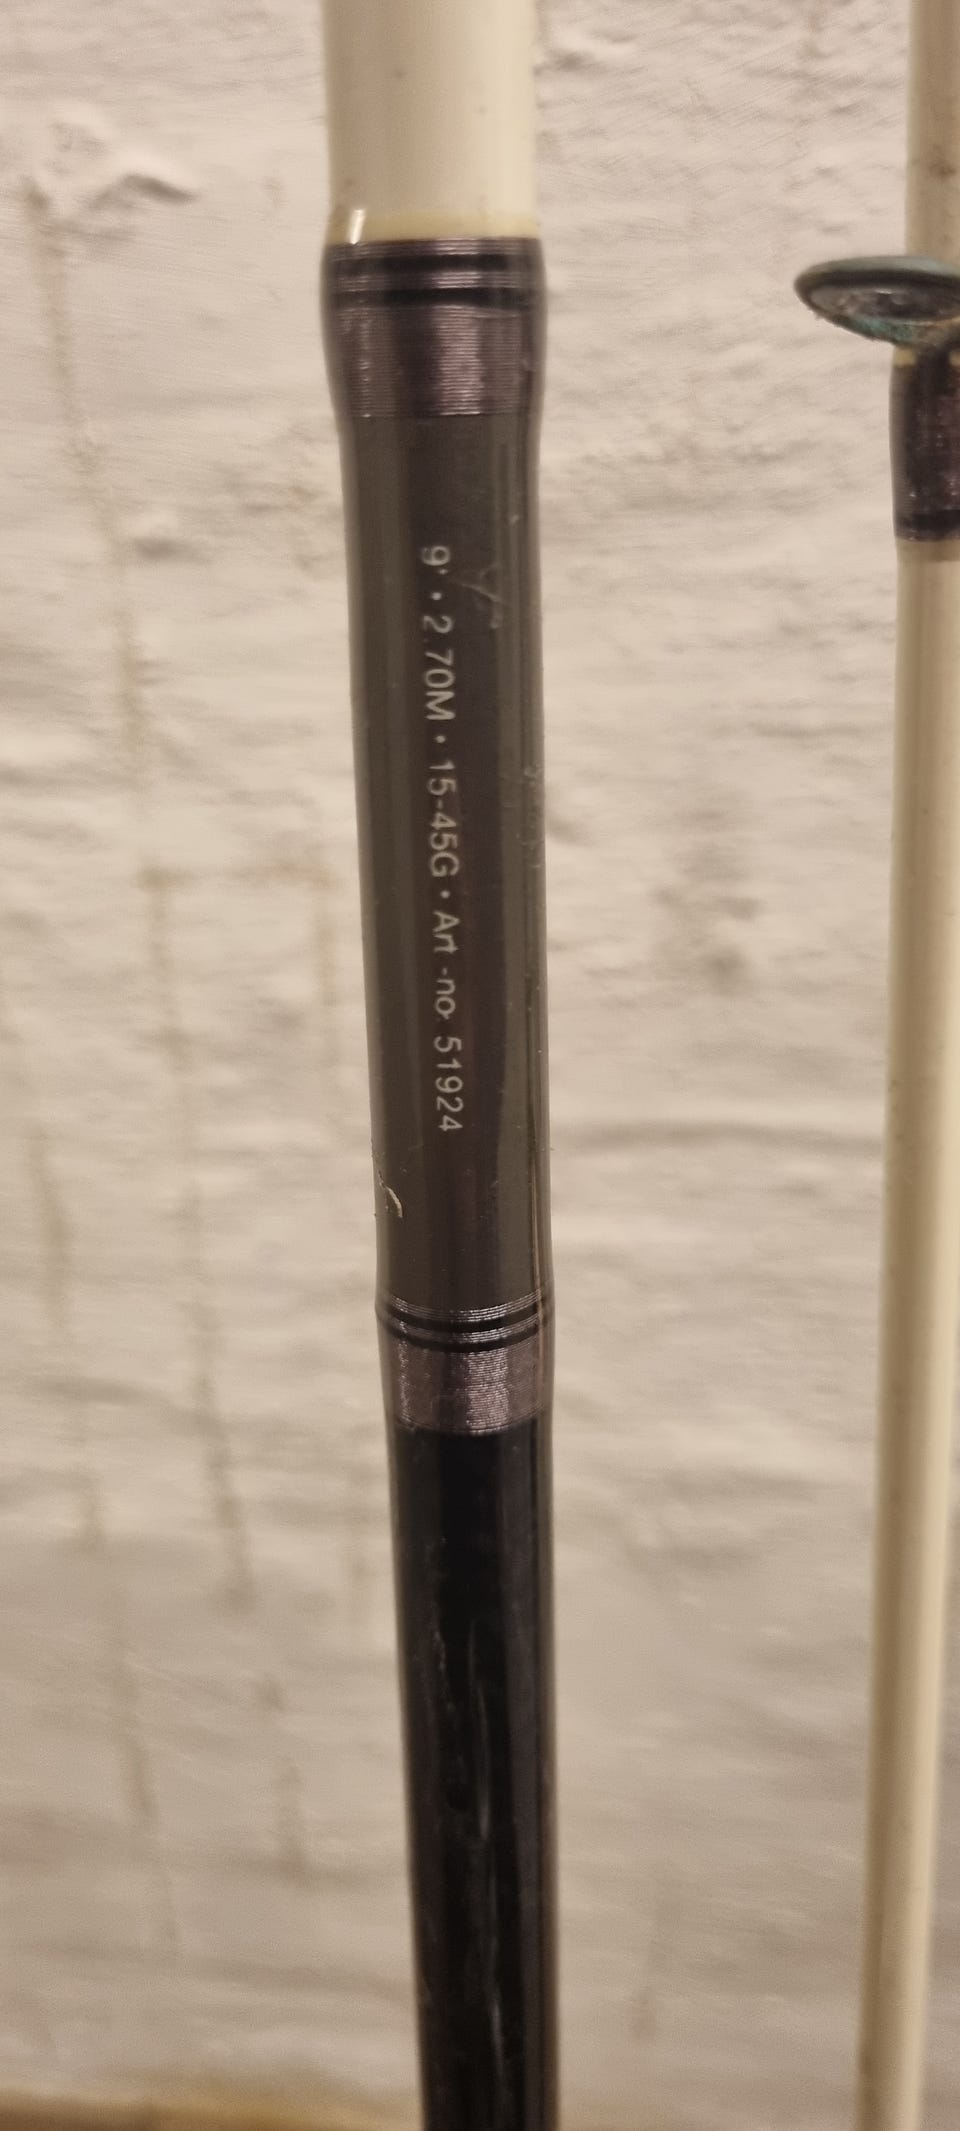 9' • 2.70M • 15-45G • Art.-no. 51924